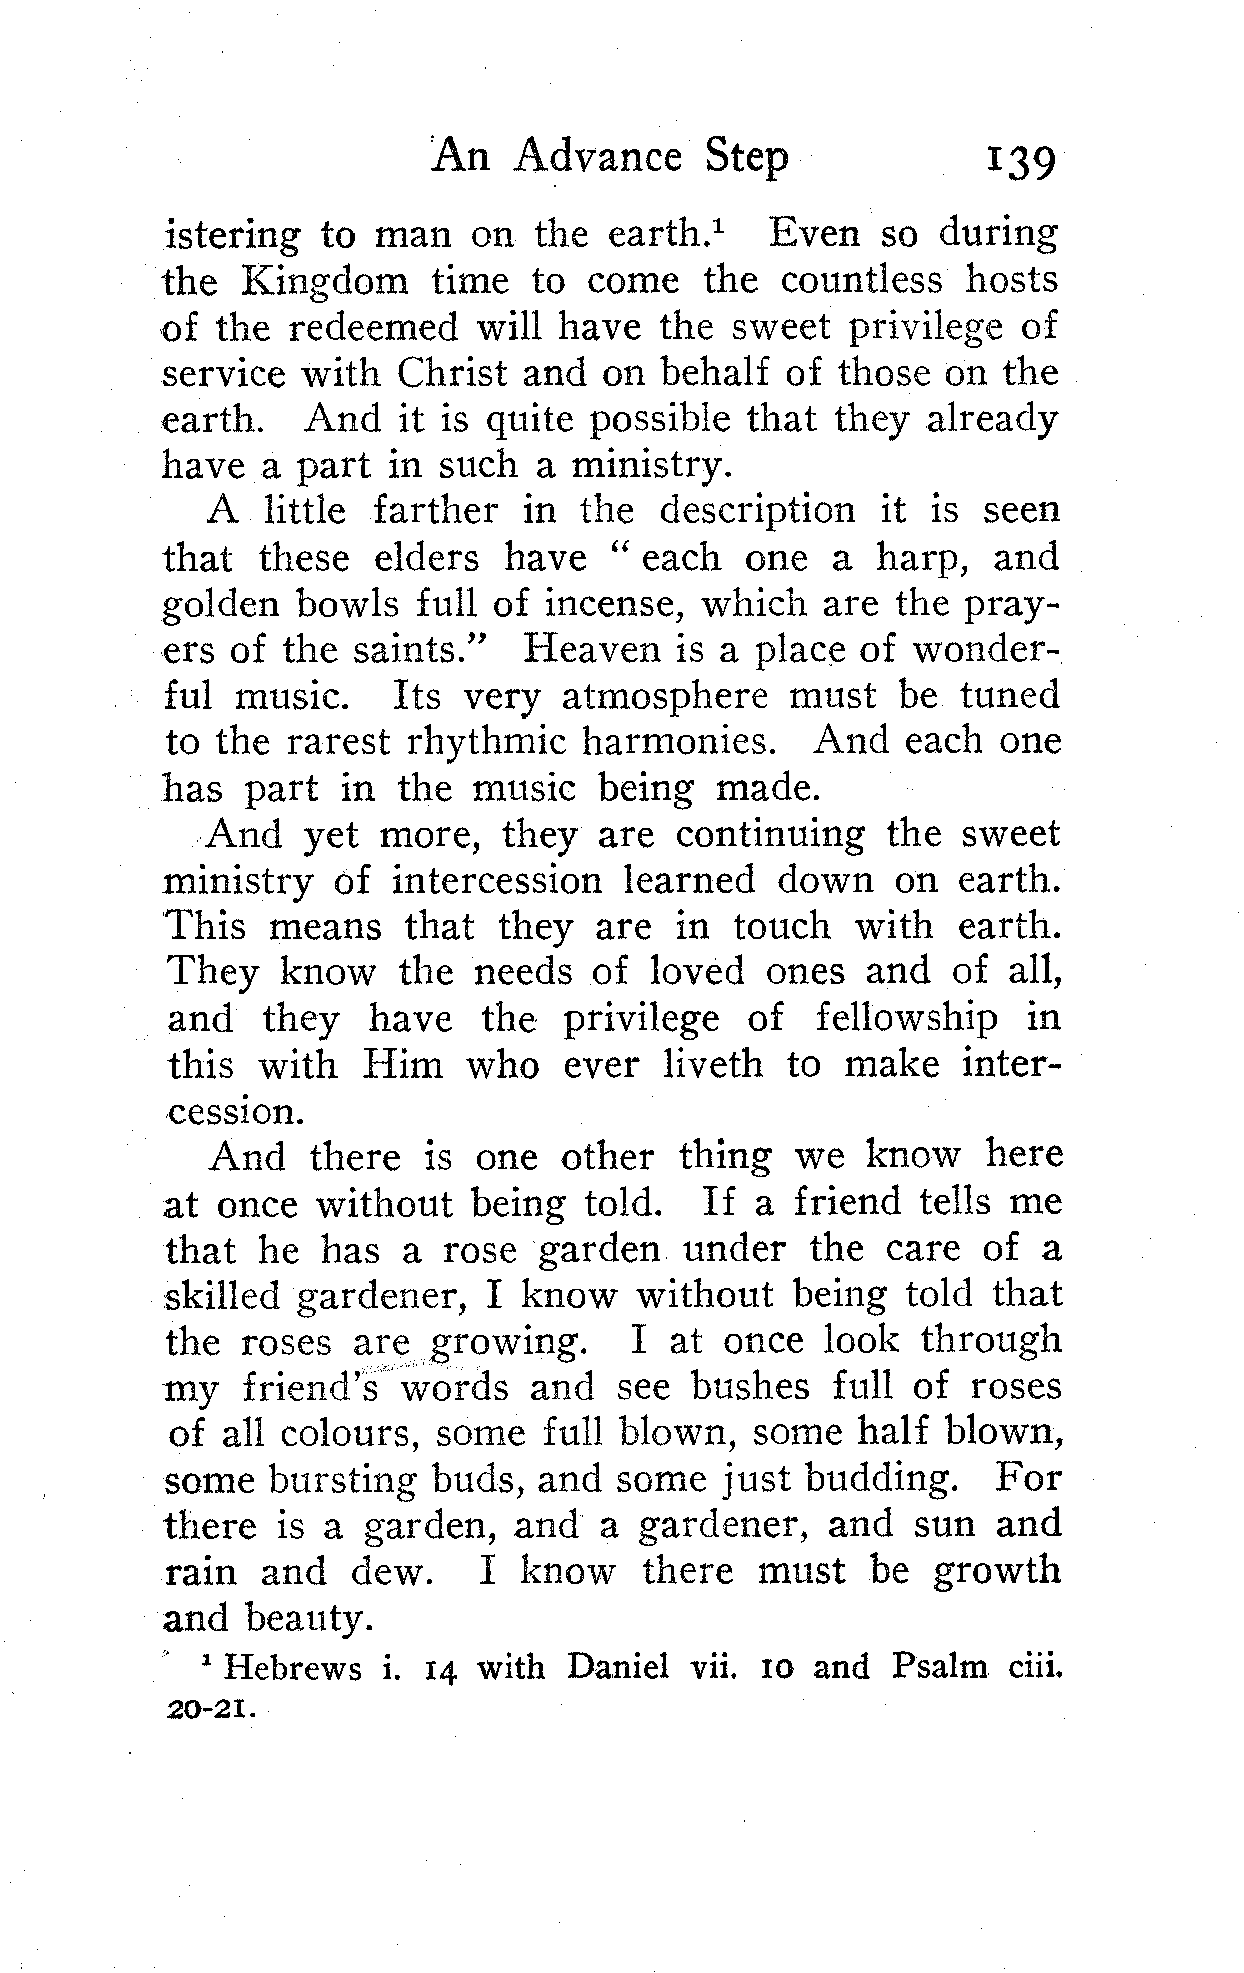 An Advance Step 139
istering to man on the earth.¹ Even so during
the Kingdom time to come the countless hosts
of the redeemed will have the sweet privilege of
service with Christ and on behalf of those on the
earth. And it is quite possible that they already
have a part in such a ministry.
A little farther in the description it is seen
that these elders have “ each one a harp, and
golden bowls full of incense, which are the pray-
ers of the saints.” Heaven is a place of wonder-
ful music. Its very atmosphere must be tuned
to the rarest rhythmic harmonies. And each one
has part in the music being made.
And yet more, they are continuing the sweet
ministry of intercession learned down on earth.
This means that they are in touch with earth.
They know the needs of loved ones and of all,
and they have the privilege of fellowship in
this with Him who ever liveth to make inter-
cession.
And there is one other thing we know here
at once without being told. If a friend tells me
that he has a rose garden under the care of a
skilled gardener, I know without being told that
the roses are growing. I at once look through
my friend's words and see bushes full of roses
of all colours, some full blown, some half blown,
some bursting buds, and some just budding. For
there is a garden, and a gardener, and sun and
rain and dew. I know there must be growth
and beauty.
¹ Hebrews i. 14 with Daniel vii. 10 and Psalm ciii.
20-21.